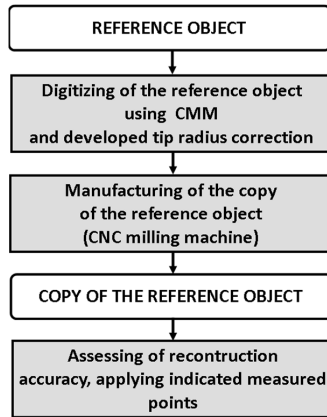 REFERENCE OBJECT
Digitizing of the reference object
using CMM
and developed tip radius correction
Manufacturing of the copy
of the reference object
(CNC milling machine)
COPY OF THE REFERENCE OBJECT
Assessing of recontruction
accuracy, applying indicated measured
points